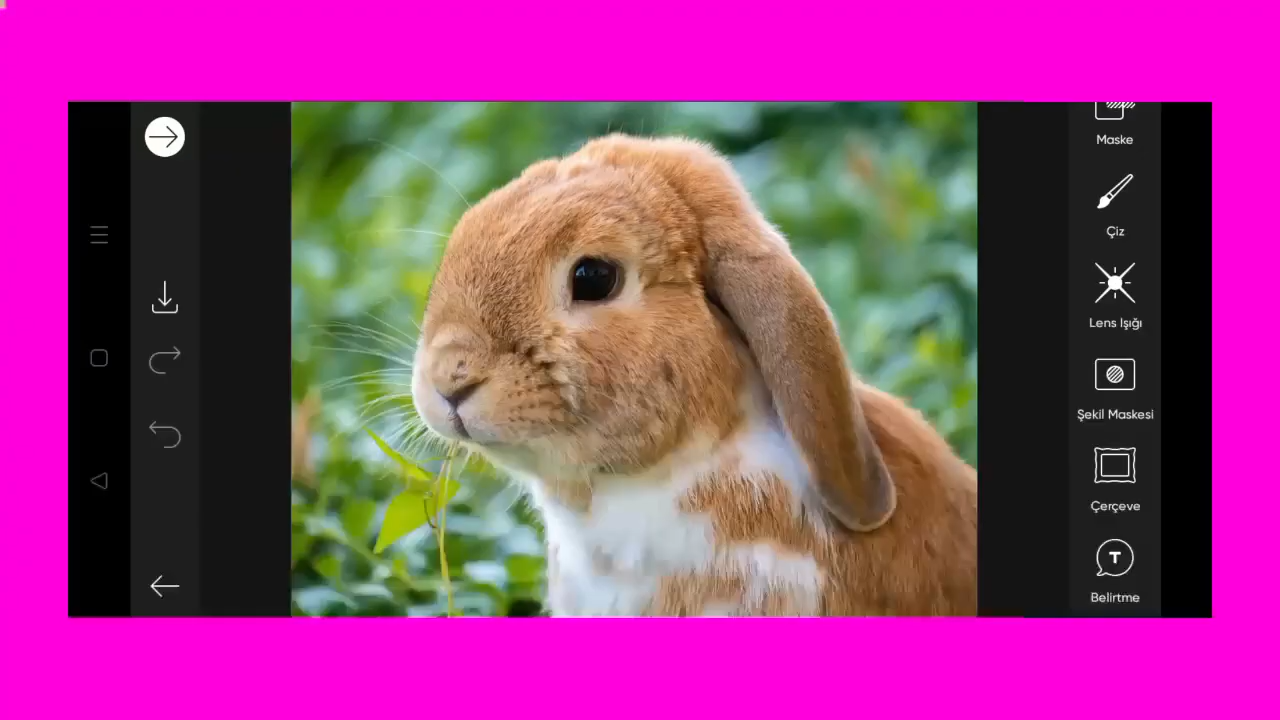 Maske
Çiz
Lens Işığı
Şekil Maskesi
Çerçeve
T
Belirtme